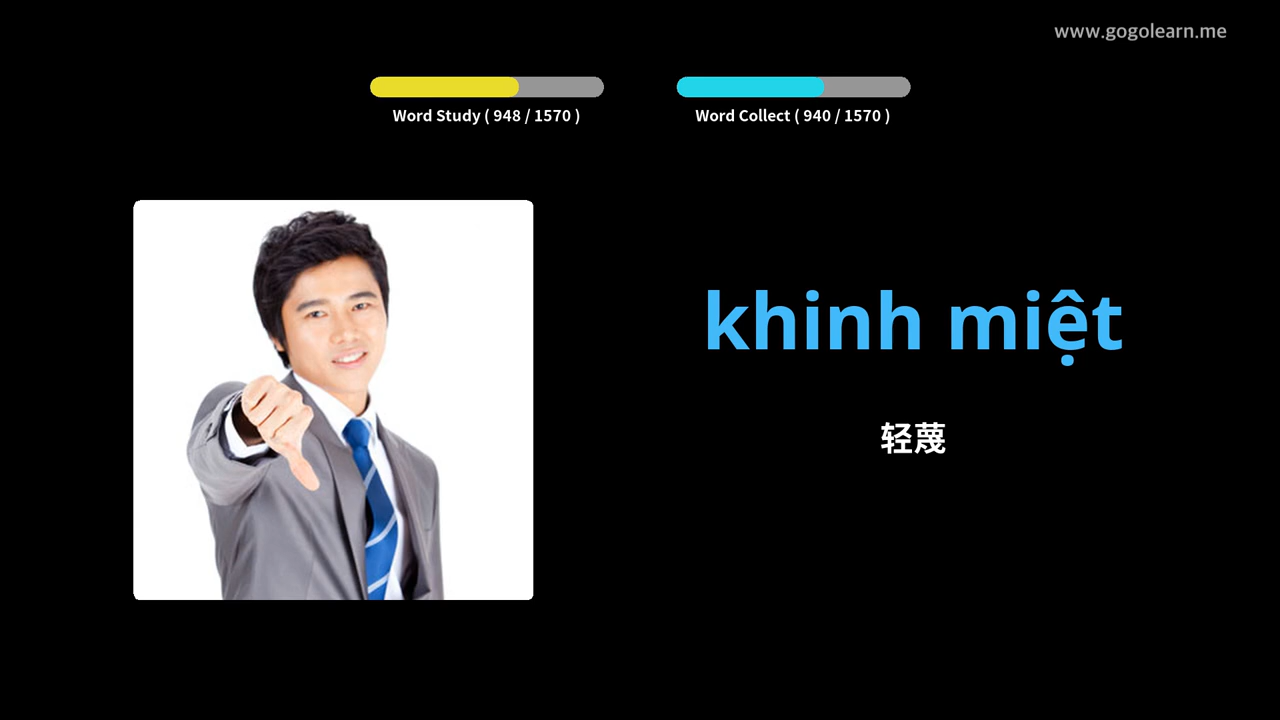 www.gogolearn.me
Word Study ( 948 / 1570 )
Word Collect ( 940 / 1570 )
khinh miệt
轻蔑